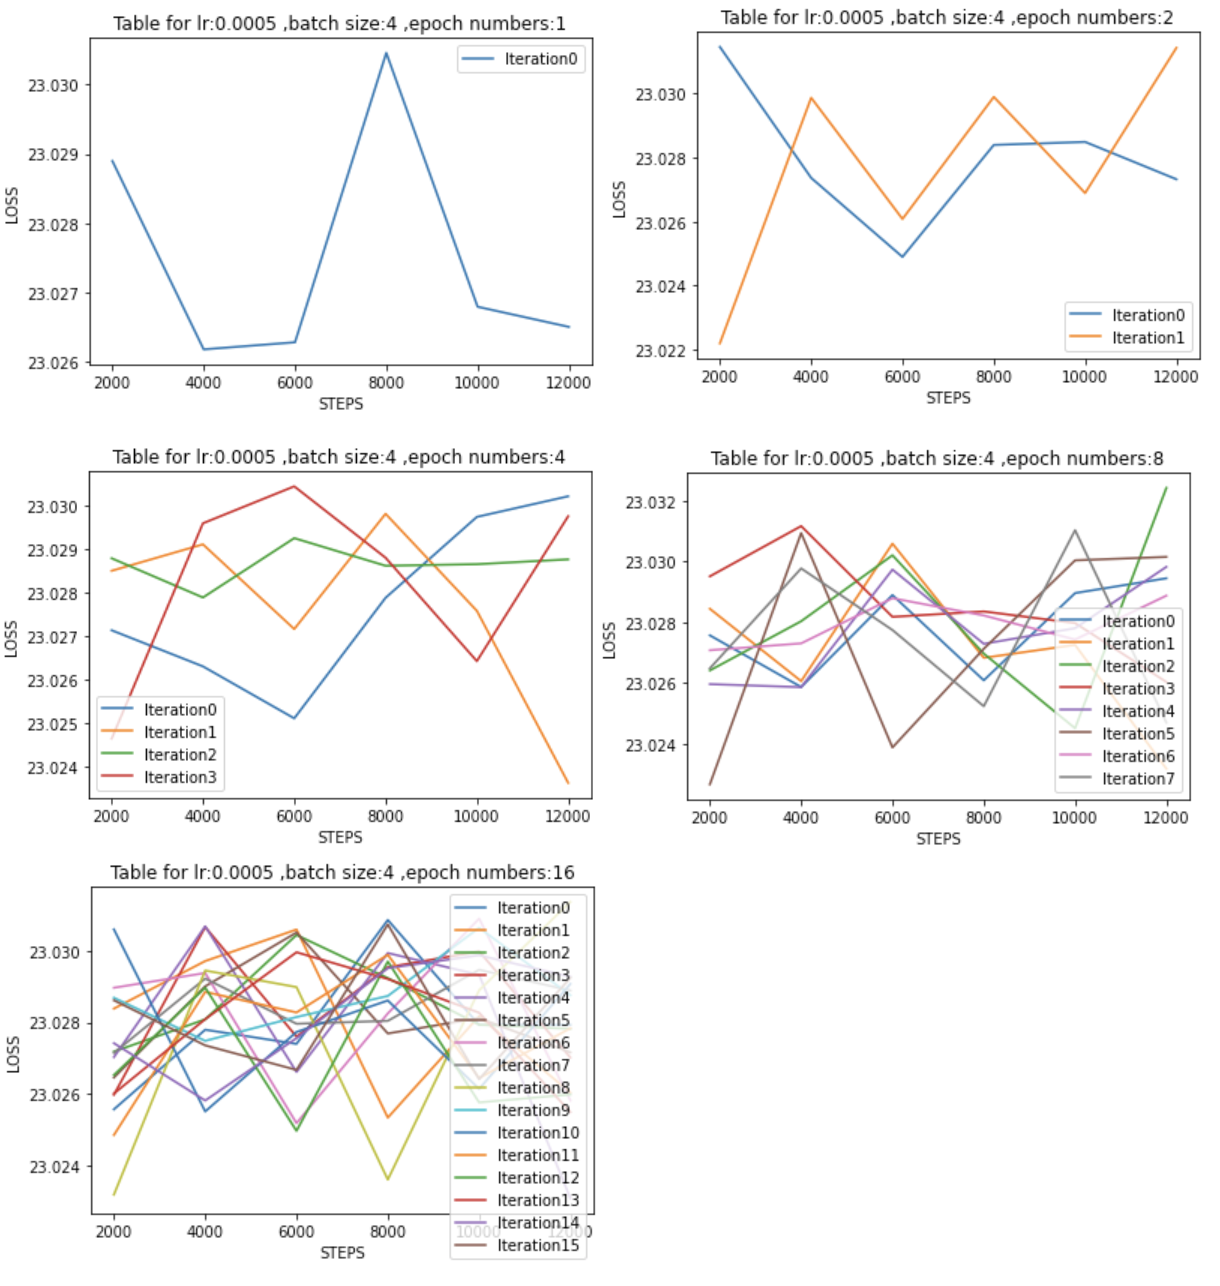 Table for lr:0.0005 ,batch size:4 ,epoch numbers:1
Iteration0
23.030
23.029
23.028
23.027
23.026
LOSS
2000 4000 6000 8000 10000 12000
STEPS
Table for lr:0.0005 ,batch size:4 ,epoch numbers:2
23.030
23.028
23.026
23.024
23.022
LOSS
Iteration0
Iteration1
2000 4000 6000 8000 10000 12000
STEPS
Table for lr:0.0005 ,batch size:4 ,epoch numbers:4
23.030
23.029
23.028
23.027
23.026
23.025
23.024
LOSS
Iteration0
Iteration1
Iteration2
Iteration3
2000 4000 6000 8000 10000 12000
STEPS
Table for lr:0.0005 ,batch size:4 ,epoch numbers:8
23.032
23.030
23.028
23.026
23.024
LOSS
Iteration0
Iteration1
Iteration2
Iteration3
Iteration4
Iteration5
Iteration6
Iteration7
2000 4000 6000 8000 10000 12000
STEPS
Table for lr:0.0005 ,batch size:4 ,epoch numbers:16
23.030
23.028
23.026
23.024
LOSS
Iteration0
Iteration1
Iteration2
Iteration3
Iteration4
Iteration5
Iteration6
Iteration7
Iteration8
Iteration9
Iteration10
Iteration11
Iteration12
Iteration13
Iteration14
Iteration15
2000 4000 6000 8000 10000 12000
STEPS